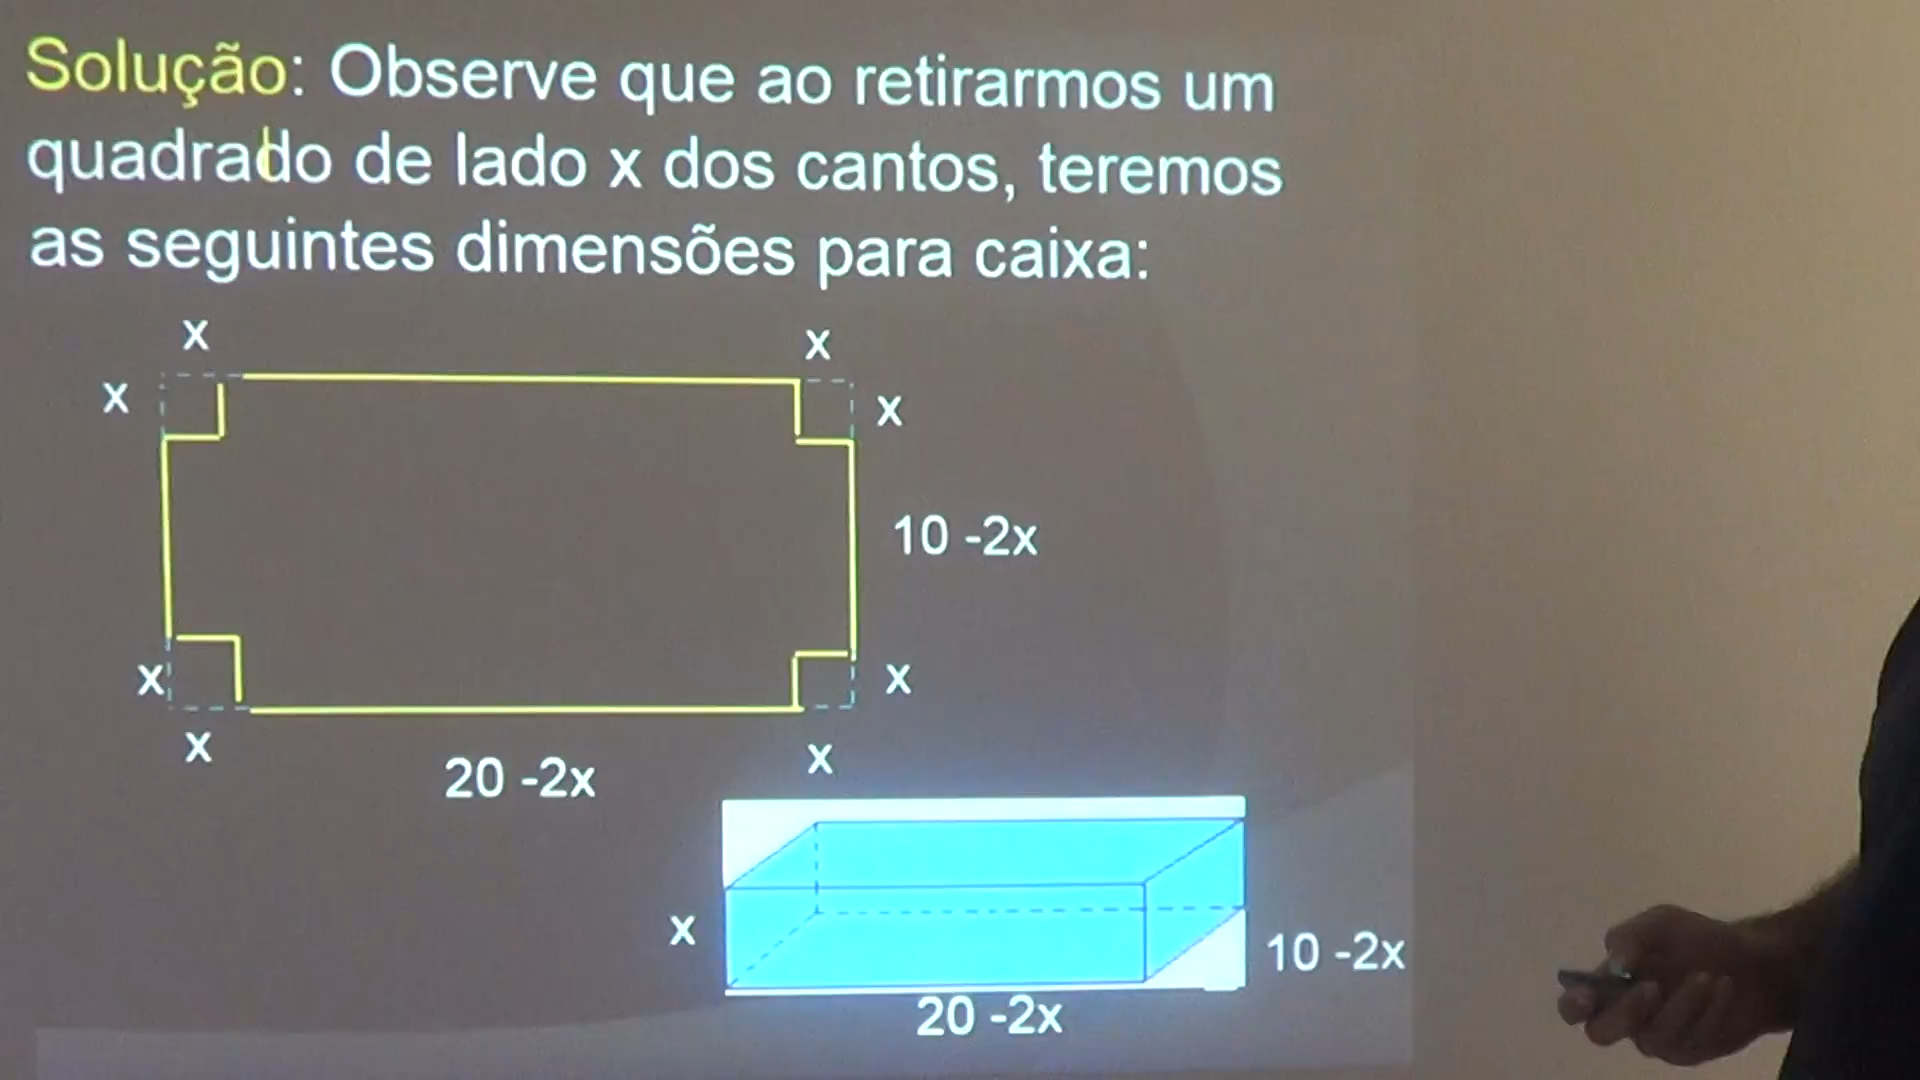 Solução: Observe que ao retirarmos um
quadrado de lado x dos cantos, teremos
as seguintes dimensões para caixa:
x
x
x
x
10 -2x
x
x
x
x
20 -2x
x
10 -2x
20 -2x